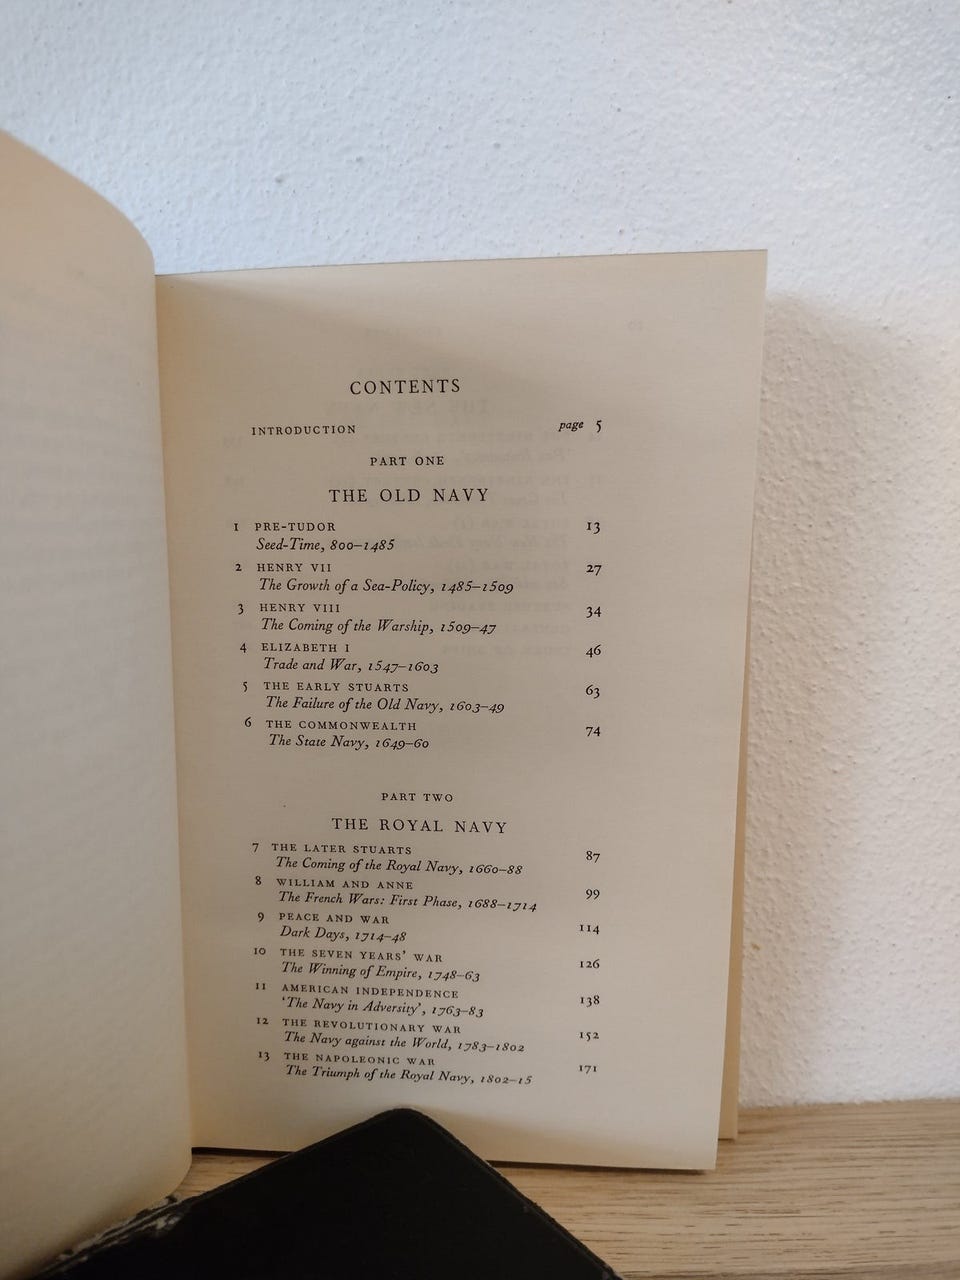 CONTENTS
INTRODUCTION page 5
PART ONE
THE OLD NAVY
1 PRE-TUDOR 13
Seed-Time, 800–1485
2 HENRY VII 27
The Growth of a Sea-Policy, 1485–1509
3 HENRY VIII 34
The Coming of the Warship, 1509–47
4 ELIZABETH I 46
Trade and War, 1547–1603
5 THE EARLY STUARTS 63
The Failure of the Old Navy, 1603–49
6 THE COMMONWEALTH 74
The State Navy, 1649–60
PART TWO
THE ROYAL NAVY
7 THE LATER STUARTS 87
The Coming of the Royal Navy, 1660–88
8 WILLIAM AND ANNE 99
The French Wars: First Phase, 1688–1714
9 PEACE AND WAR 114
Dark Days, 1714–48
10 THE SEVEN YEARS' WAR 126
The Winning of Empire, 1748–63
11 AMERICAN INDEPENDENCE 138
'The Navy in Adversity', 1763–83
12 THE REVOLUTIONARY WAR 152
The Navy against the World, 1783–1802
13 THE NAPOLEONIC WAR 171
The Triumph of the Royal Navy, 1802–15